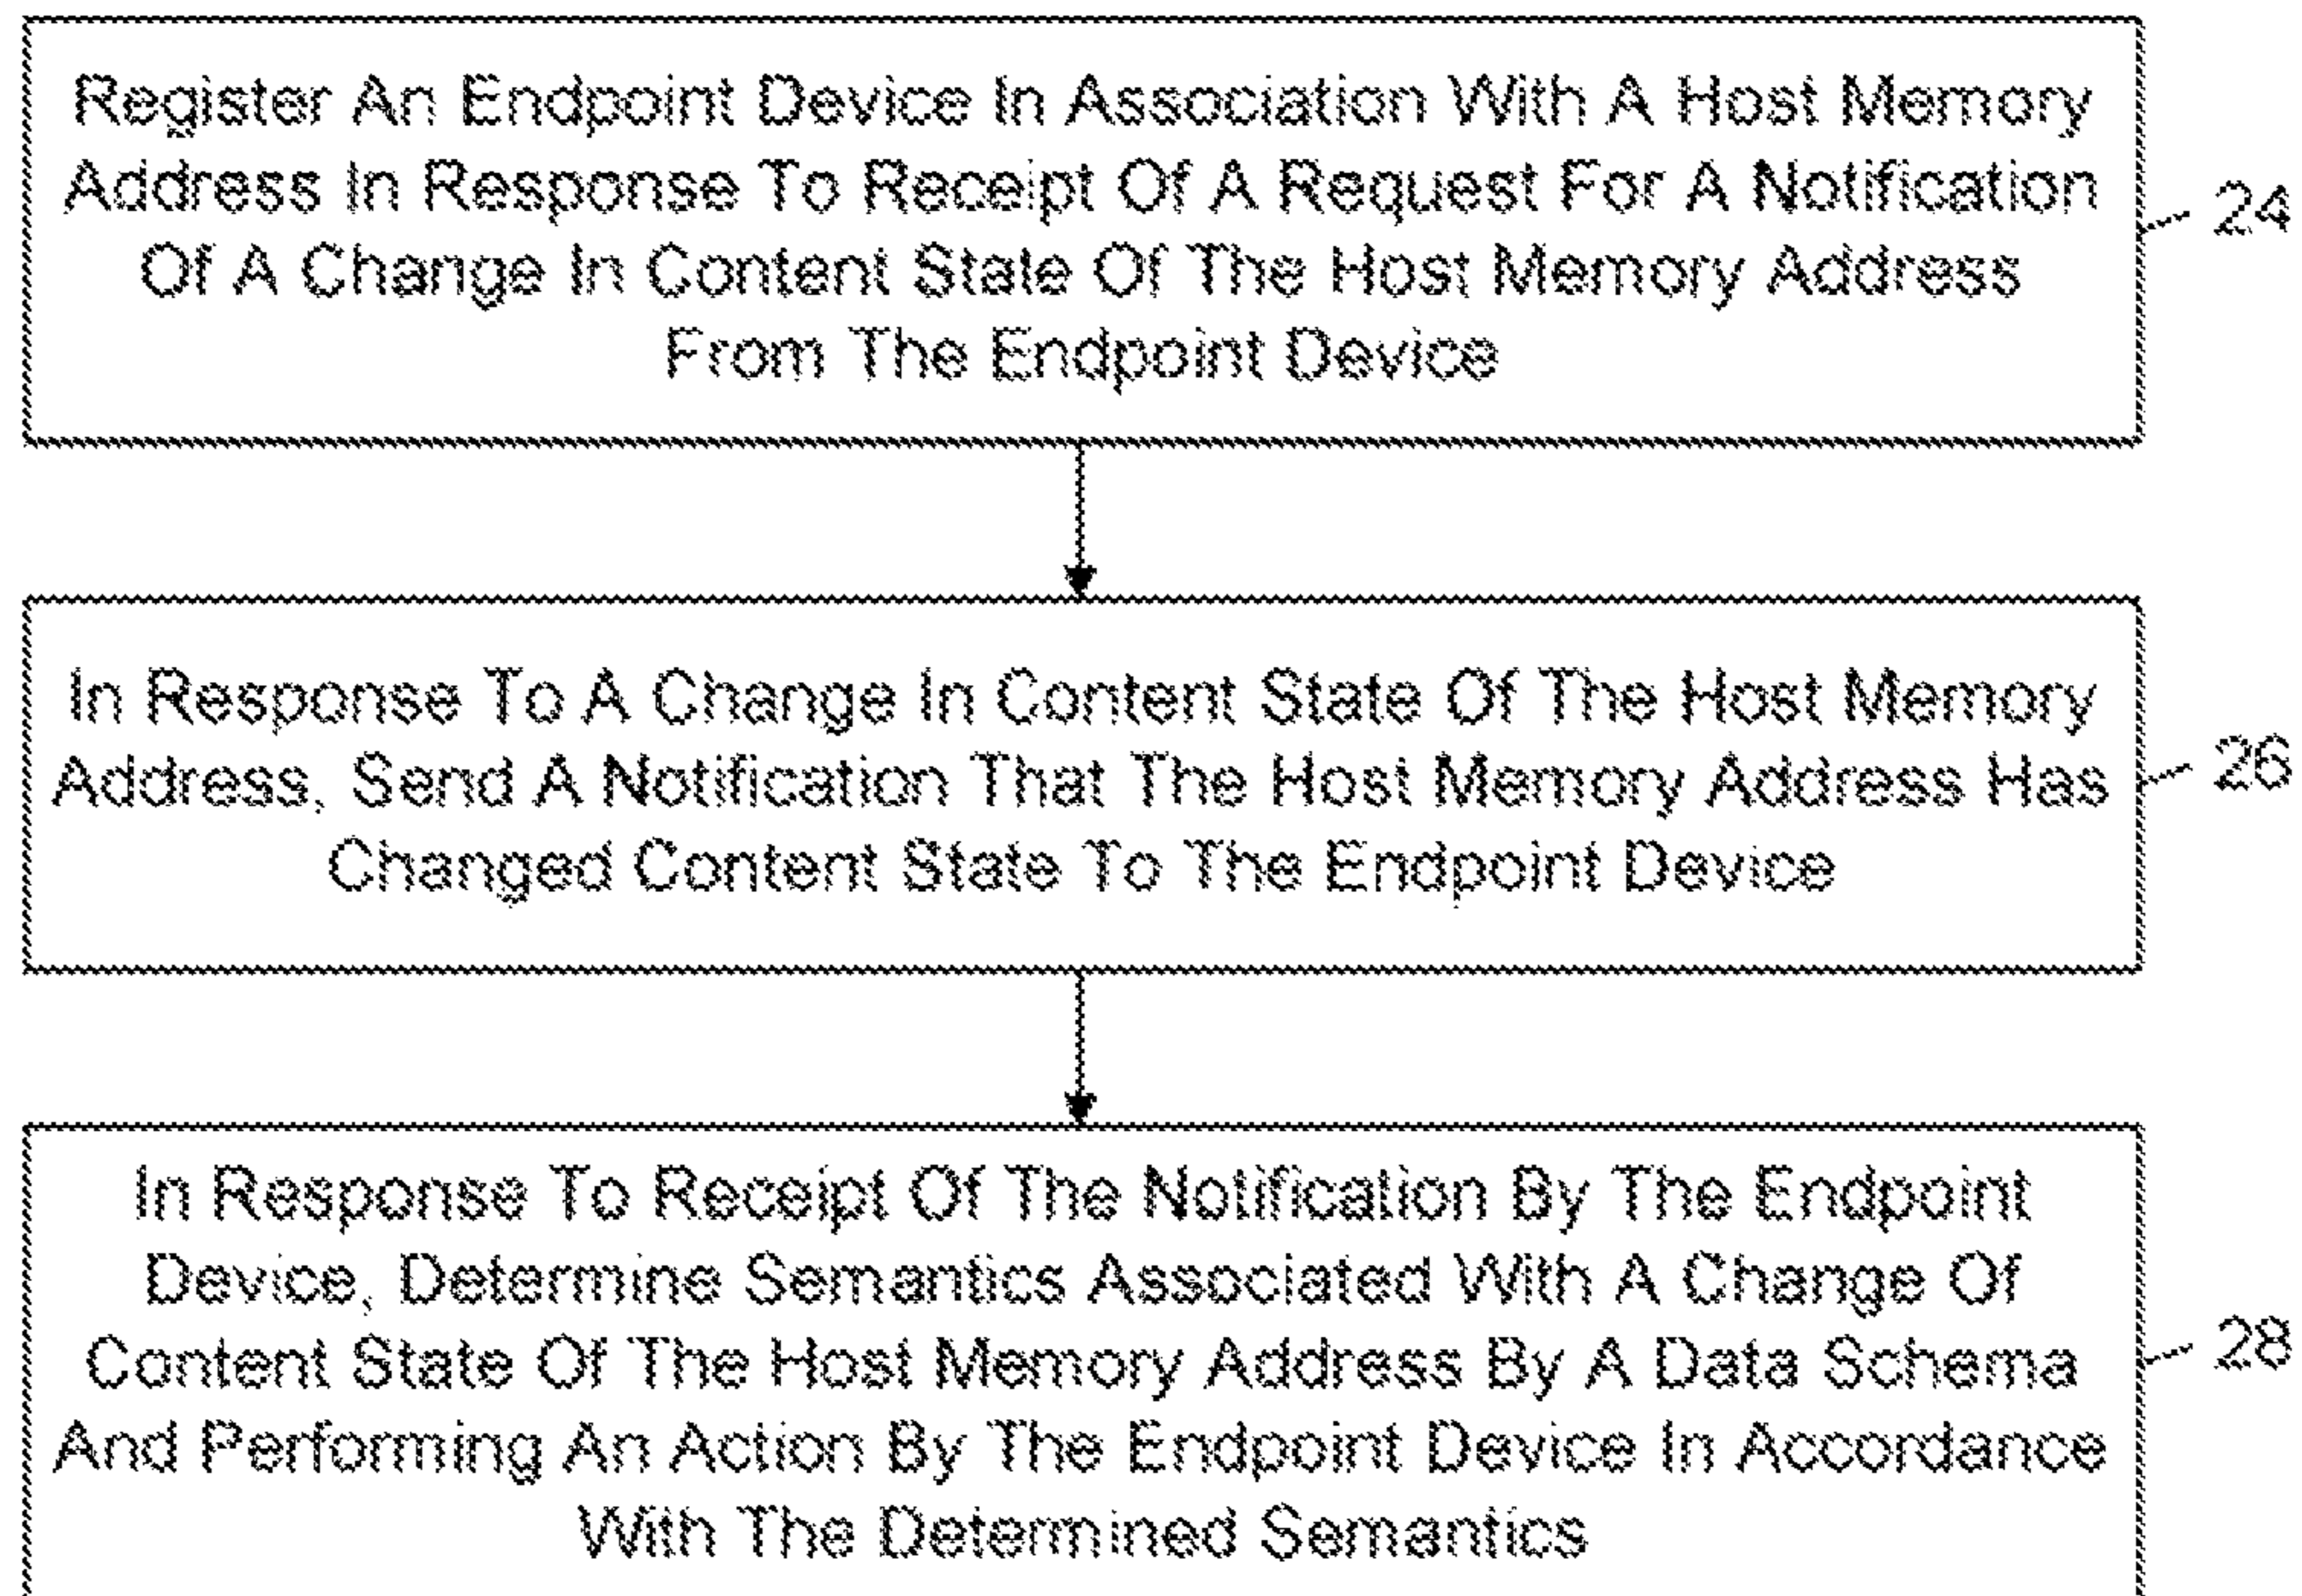 Register An Endpoint Device In Association With A Host Memory
Address In Response To Receipt Of A Request For A Notification
Of A Change In Content State Of The Host Memory Address
From The Endpoint Device
24
In Response To A Change In Content State Of The Host Memory
Address, Send A Notification That The Host Memory Address Has
Changed Content State To The Endpoint Device
26
In Response To Receipt Of The Notification By The Endpoint
Device, Determine Semantics Associated With A Change Of
Content State Of The Host Memory Address By A Data Schema
And Performing An Action By The Endpoint Device In Accordance
With The Determined Semantics
28